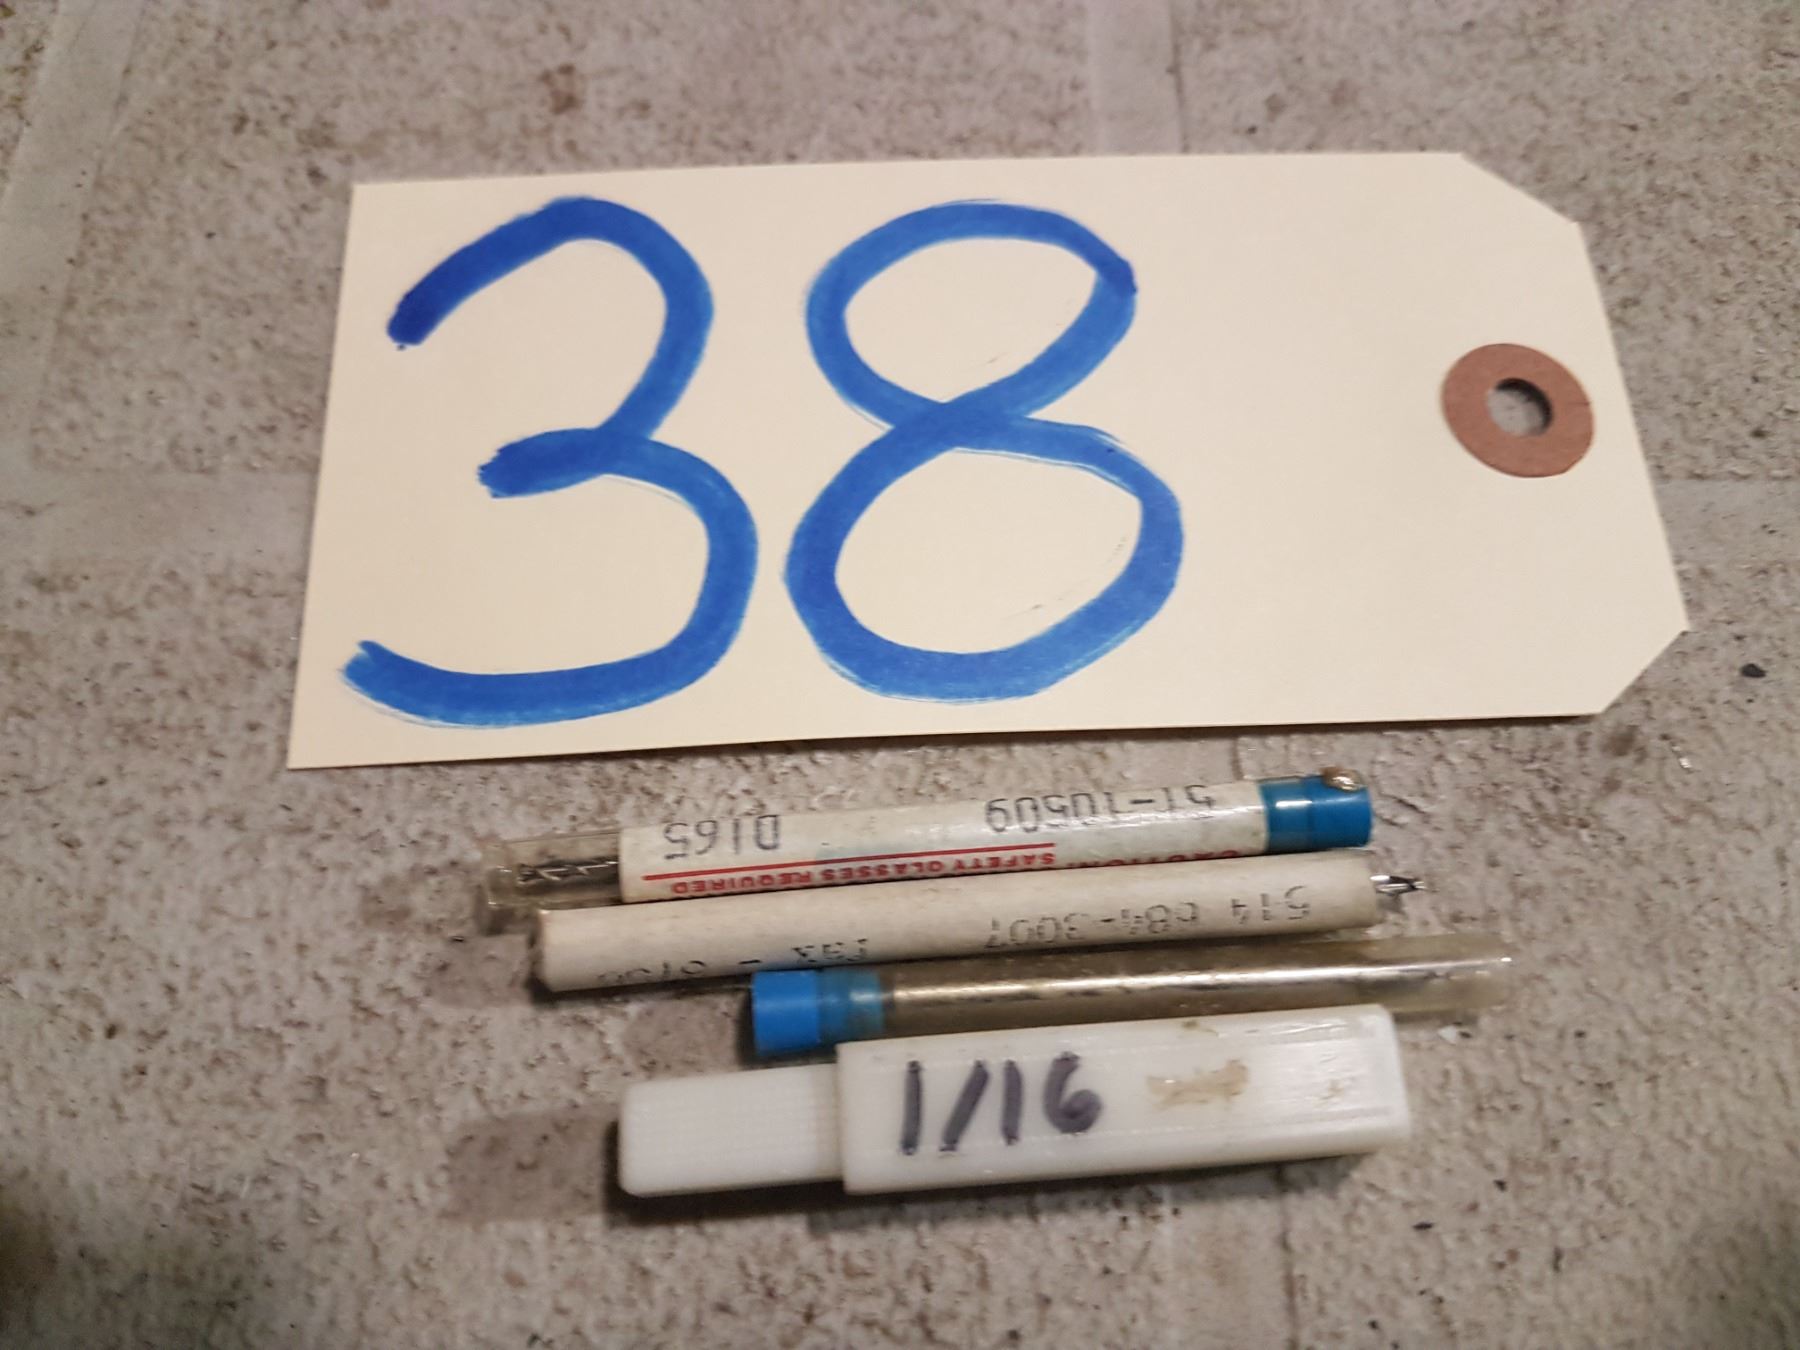 38
51-10509 D165
SAFETY GLASSES REQUIRED
514 684-3007
1/16